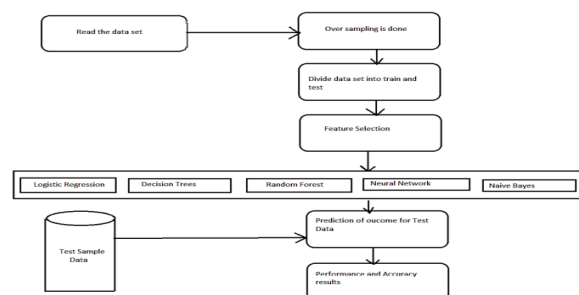 Read the data set
Over sampling is done
Divide data set into train and
test
Feature Selection
Logistic Regression
Decision Trees
Random Forest
Neural Network
Naive Bayes
Prediction of oucome for Test
Data
Test Sample
Data
Performance and Accuracy
results